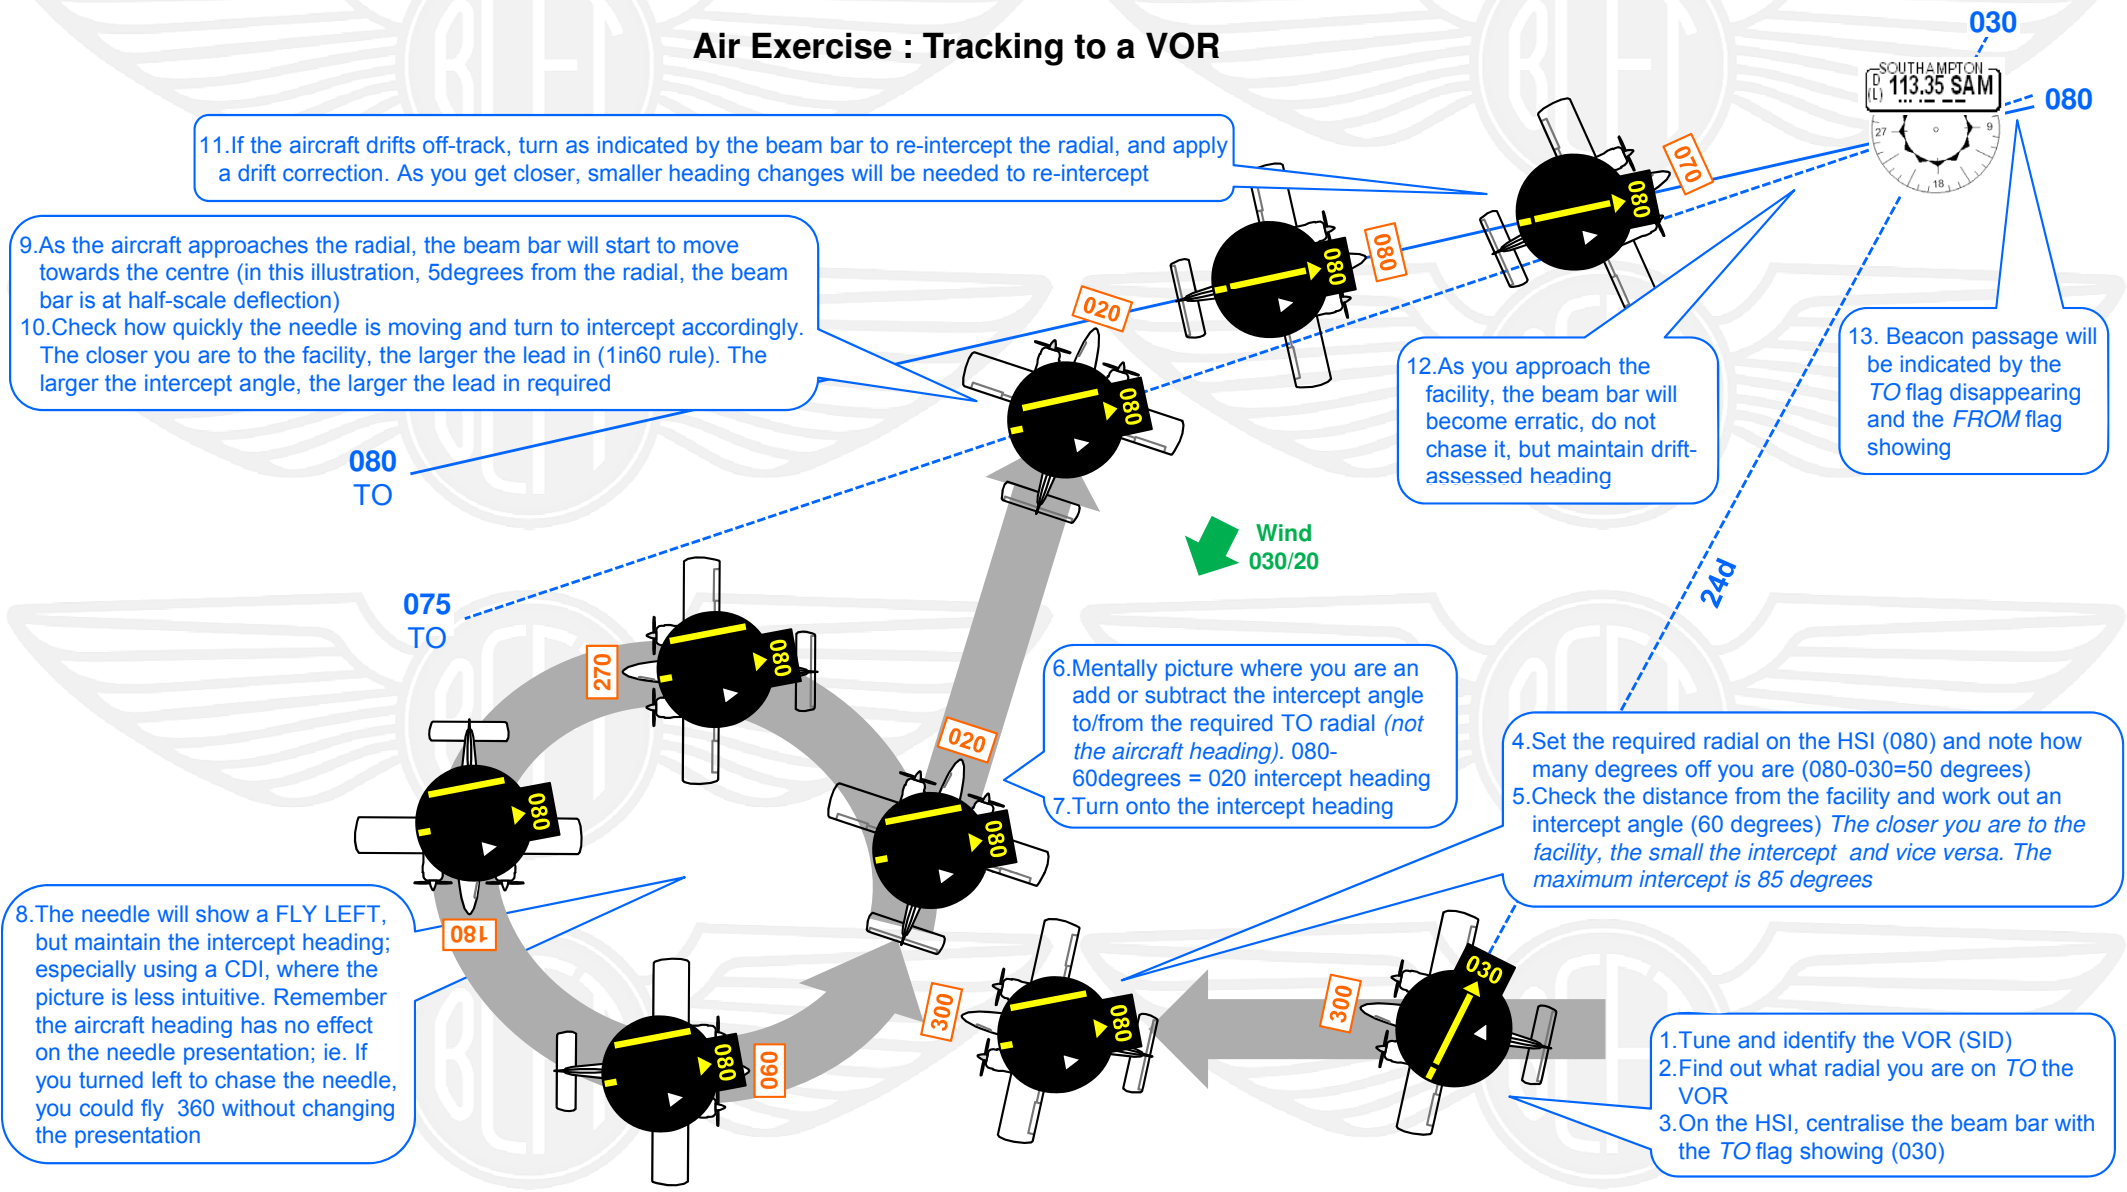 Air Exercise : Tracking to a VOR
030
SOUTHAMPTON
D
(L)
113.35 SAM
080
27
9
18
11.If the aircraft drifts off-track, turn as indicated by the beam bar to re-intercept the radial, and apply
a drift correction. As you get closer, smaller heading changes will be needed to re-intercept
070
080
080
080
9.As the aircraft approaches the radial, the beam bar will start to move
towards the centre (in this illustration, 5degrees from the radial, the beam
bar is at half-scale deflection)
10.Check how quickly the needle is moving and turn to intercept accordingly.
The closer you are to the facility, the larger the lead in (1in60 rule). The
larger the intercept angle, the larger the lead in required
020
080
12.As you approach the
facility, the beam bar will
become erratic, do not
chase it, but maintain drift-
assessed heading
13. Beacon passage will
be indicated by the
TO flag disappearing
and the FROM flag
showing
080
TO
Wind
030/20
24d
075
TO
270
080
6.Mentally picture where you are an
add or subtract the intercept angle
to/from the required TO radial (not
the aircraft heading). 080-
60degrees = 020 intercept heading
7.Turn onto the intercept heading
020
080
080
4.Set the required radial on the HSI (080) and note how
many degrees off you are (080-030=50 degrees)
5.Check the distance from the facility and work out an
intercept angle (60 degrees) The closer you are to the
facility, the small the intercept and vice versa. The
maximum intercept is 85 degrees
8.The needle will show a FLY LEFT,
but maintain the intercept heading;
especially using a CDI, where the
picture is less intuitive. Remember
the aircraft heading has no effect
on the needle presentation; ie. If
you turned left to chase the needle,
you could fly 360 without changing
the presentation
180
030
300
300
080
080
060
1.Tune and identify the VOR (SID)
2.Find out what radial you are on TO the
VOR
3.On the HSI, centralise the beam bar with
the TO flag showing (030)